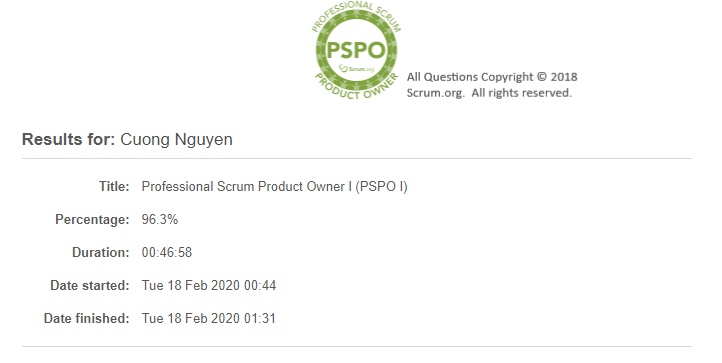 PROFESSIONAL SCRUM
PSPO
Scrum.org
PRODUCT OWNER
All Questions Copyright © 2018
Scrum.org. All rights reserved.
Results for: Cuong Nguyen
Title: Professional Scrum Product Owner I (PSPO I)
Percentage: 96.3%
Duration: 00:46:58
Date started: Tue 18 Feb 2020 00:44
Date finished: Tue 18 Feb 2020 01:31